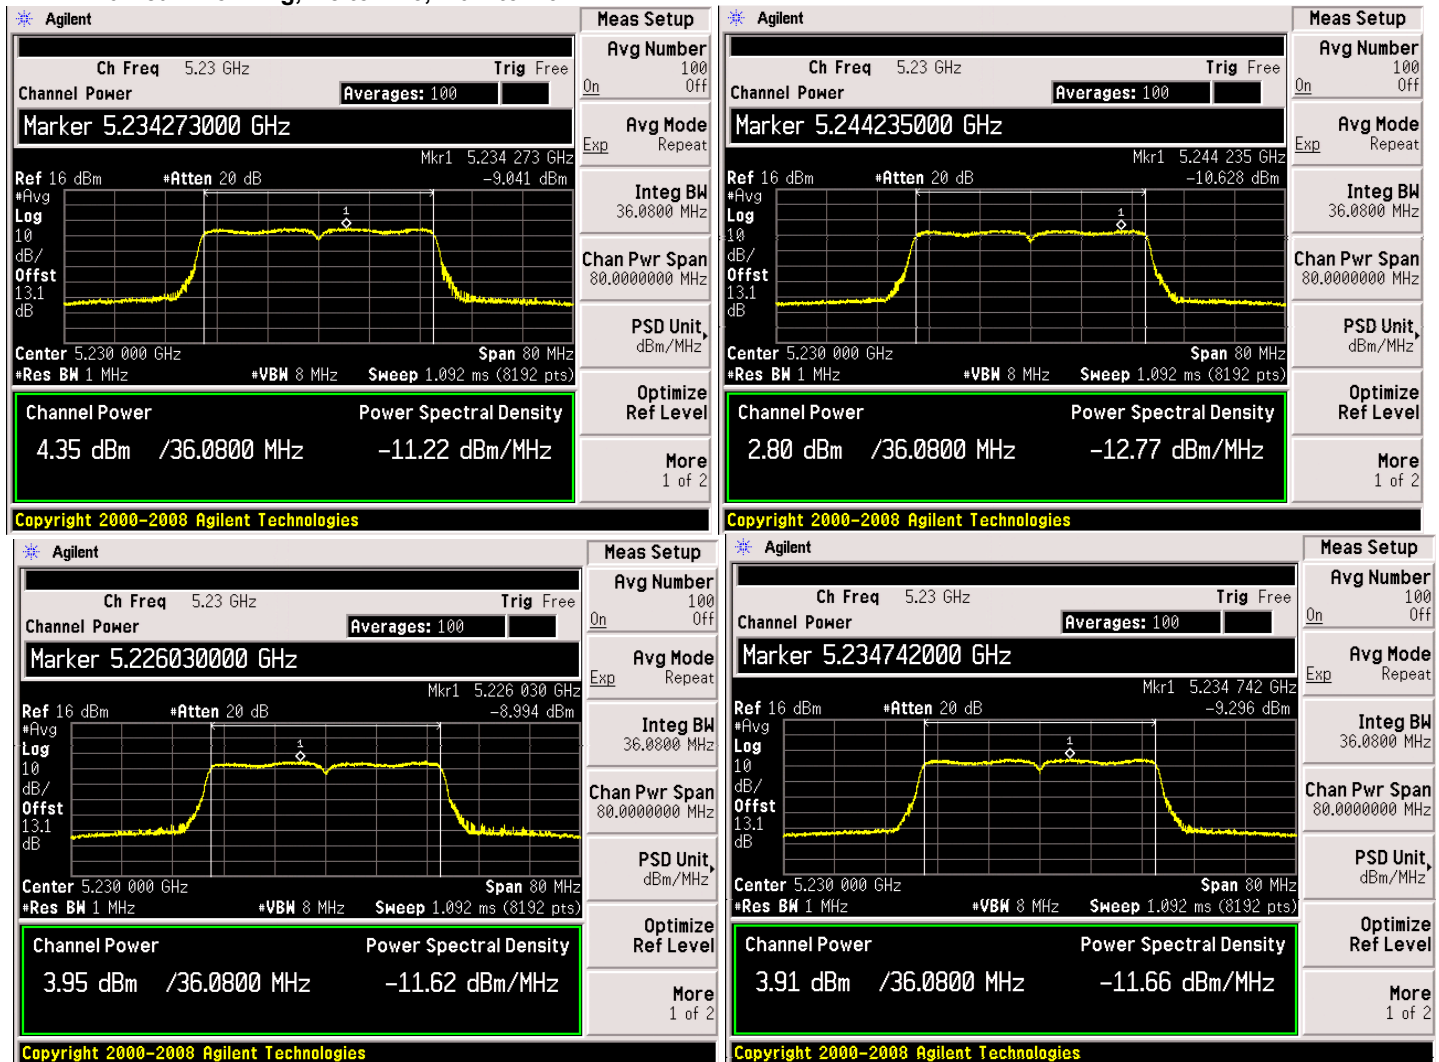 Agilent
Meas Setup
Ch Freq 5.23 GHz
Trig Free
Channel Power
Averages: 100
Marker 5.234273000 GHz
Mkr1 5.234 273 GHz
Ref 16 dBm #Atten 20 dB -9.041 dBm
#Avg
Log
10
dB/
Offst
13.1
dB
1
Center 5.230 000 GHz Span 80 MHz
#Res BW 1 MHz #VBW 8 MHz Sweep 1.092 ms (8192 pts)
Channel Power Power Spectral Density
4.35 dBm /36.0800 MHz -11.22 dBm/MHz
Avg Number
100
On Off
Avg Mode
Exp Repeat
Integ BW
36.0800 MHz
Chan Pwr Span
80.0000000 MHz
PSD Unit
dBm/MHz
Optimize
Ref Level
More
1 of 2
Copyright 2000-2008 Agilent Technologies
Agilent
Meas Setup
Ch Freq 5.23 GHz
Trig Free
Channel Power
Averages: 100
Marker 5.244235000 GHz
Mkr1 5.244 235 GHz
Ref 16 dBm #Atten 20 dB -10.628 dBm
#Avg
Log
10
dB/
Offst
13.1
dB
1
Center 5.230 000 GHz Span 80 MHz
#Res BW 1 MHz #VBW 8 MHz Sweep 1.092 ms (8192 pts)
Channel Power Power Spectral Density
2.80 dBm /36.0800 MHz -12.77 dBm/MHz
Avg Number
100
On Off
Avg Mode
Exp Repeat
Integ BW
36.0800 MHz
Chan Pwr Span
80.0000000 MHz
PSD Unit
dBm/MHz
Optimize
Ref Level
More
1 of 2
Copyright 2000-2008 Agilent Technologies
Agilent
Meas Setup
Ch Freq 5.23 GHz
Trig Free
Channel Power
Averages: 100
Marker 5.226030000 GHz
Mkr1 5.226 030 GHz
Ref 16 dBm #Atten 20 dB -8.994 dBm
#Avg
Log
10
dB/
Offst
13.1
dB
1
Center 5.230 000 GHz Span 80 MHz
#Res BW 1 MHz #VBW 8 MHz Sweep 1.092 ms (8192 pts)
Channel Power Power Spectral Density
3.95 dBm /36.0800 MHz -11.62 dBm/MHz
Avg Number
100
On Off
Avg Mode
Exp Repeat
Integ BW
36.0800 MHz
Chan Pwr Span
80.0000000 MHz
PSD Unit
dBm/MHz
Optimize
Ref Level
More
1 of 2
Copyright 2000-2008 Agilent Technologies
Agilent
Meas Setup
Ch Freq 5.23 GHz
Trig Free
Channel Power
Averages: 100
Marker 5.234742000 GHz
Mkr1 5.234 742 GHz
Ref 16 dBm #Atten 20 dB -9.296 dBm
#Avg
Log
10
dB/
Offst
13.1
dB
1
Center 5.230 000 GHz Span 80 MHz
#Res BW 1 MHz #VBW 8 MHz Sweep 1.092 ms (8192 pts)
Channel Power Power Spectral Density
3.91 dBm /36.0800 MHz -11.66 dBm/MHz
Avg Number
100
On Off
Avg Mode
Exp Repeat
Integ BW
36.0800 MHz
Chan Pwr Span
80.0000000 MHz
PSD Unit
dBm/MHz
Optimize
Ref Level
More
1 of 2
Copyright 2000-2008 Agilent Technologies